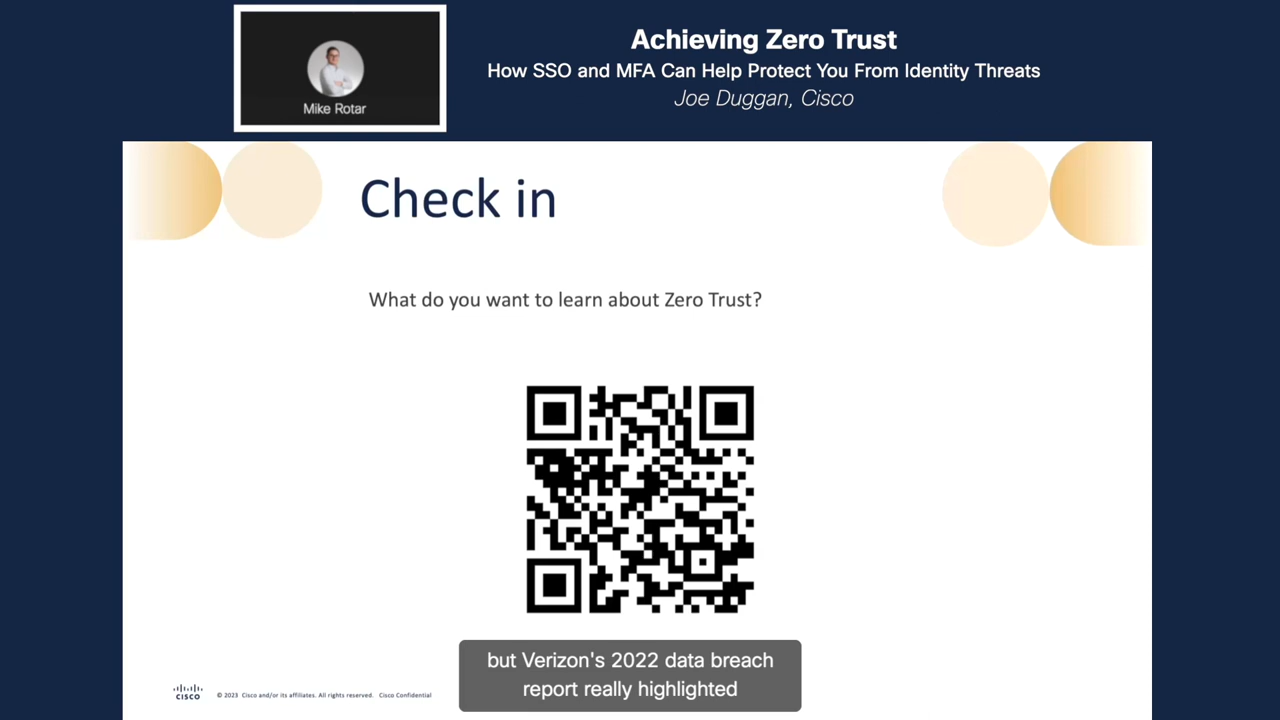 Achieving Zero Trust
How SSO and MFA Can Help Protect You From Identity Threats
Joe Duggan, Cisco
Mike Rotar
Check in
What do you want to learn about Zero Trust?
but Verizon's 2022 data breach
report really highlighted
CISCO
© 2023 Cisco and/or its affiliates. All rights reserved. Cisco Confidential